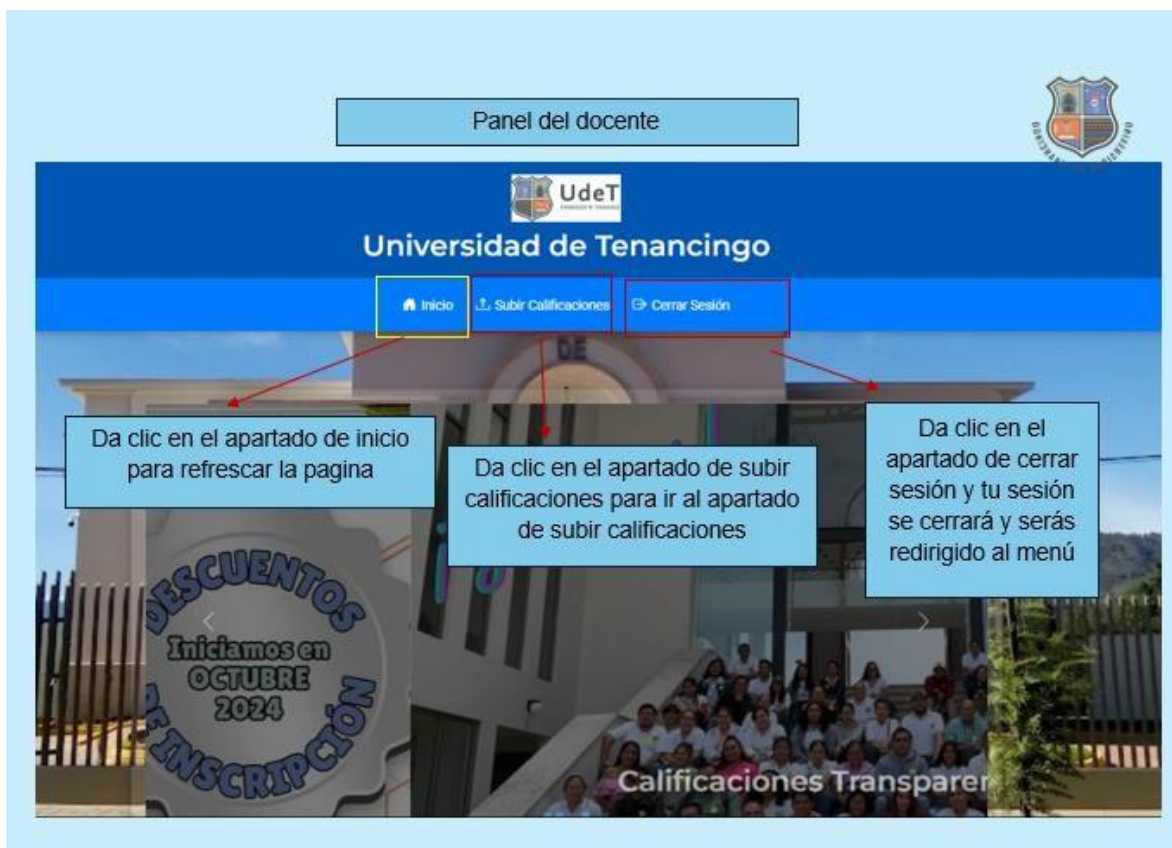 Panel del docente
UdeT
Universidad de Tenancingo
Inicio
Subir Calificaciones
Cerrar Sesión
DE
Da clic en el apartado de inicio
para refrescar la pagina
Da clic en el apartado de subir
calificaciones para ir al apartado
de subir calificaciones
Da clic en el
apartado de cerrar
sesión y tu sesión
se cerrará y serás
redirigido al menú
DESCUENTOS
Iniciamos en
OCTUBRE
2024
DE INSCRIPCIÓN
Calificaciones Transparen